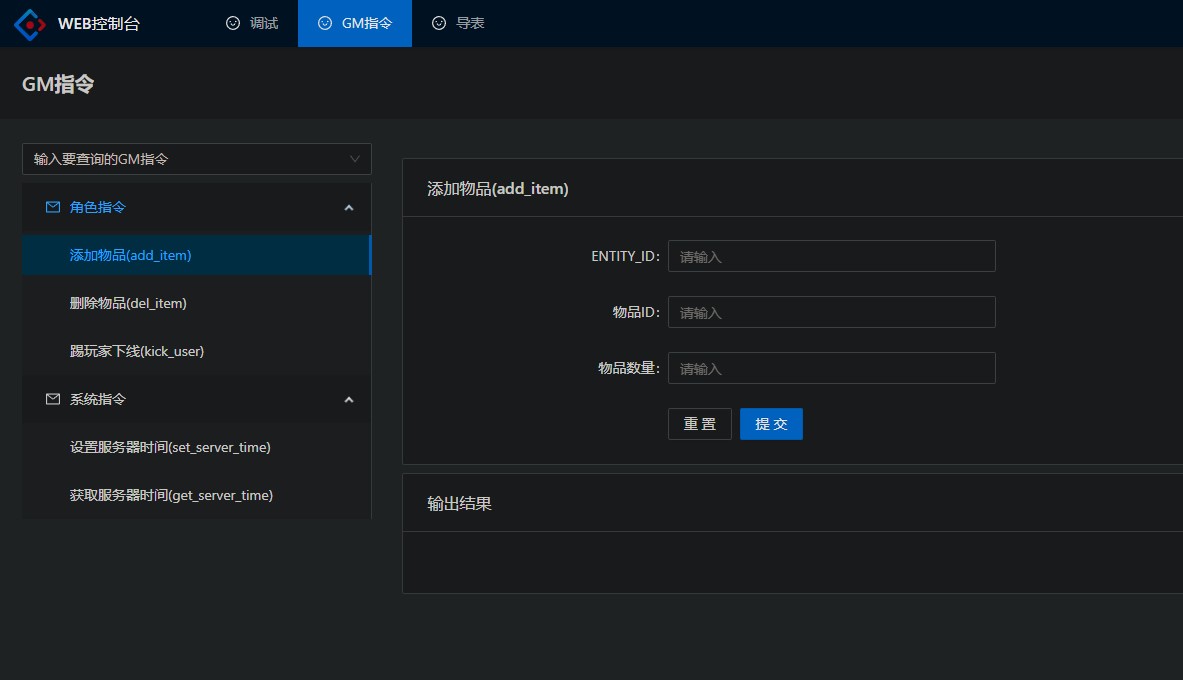 WEB控制台
调试
GM指令
导表
GM指令
输入要查询的GM指令
角色指令
添加物品(add_item)
删除物品(del_item)
踢玩家下线(kick_user)
系统指令
设置服务器时间(set_server_time)
获取服务器时间(get_server_time)
添加物品(add_item)
ENTITY_ID: 请输入
物品ID: 请输入
物品数量: 请输入
重 置 提 交
输出结果